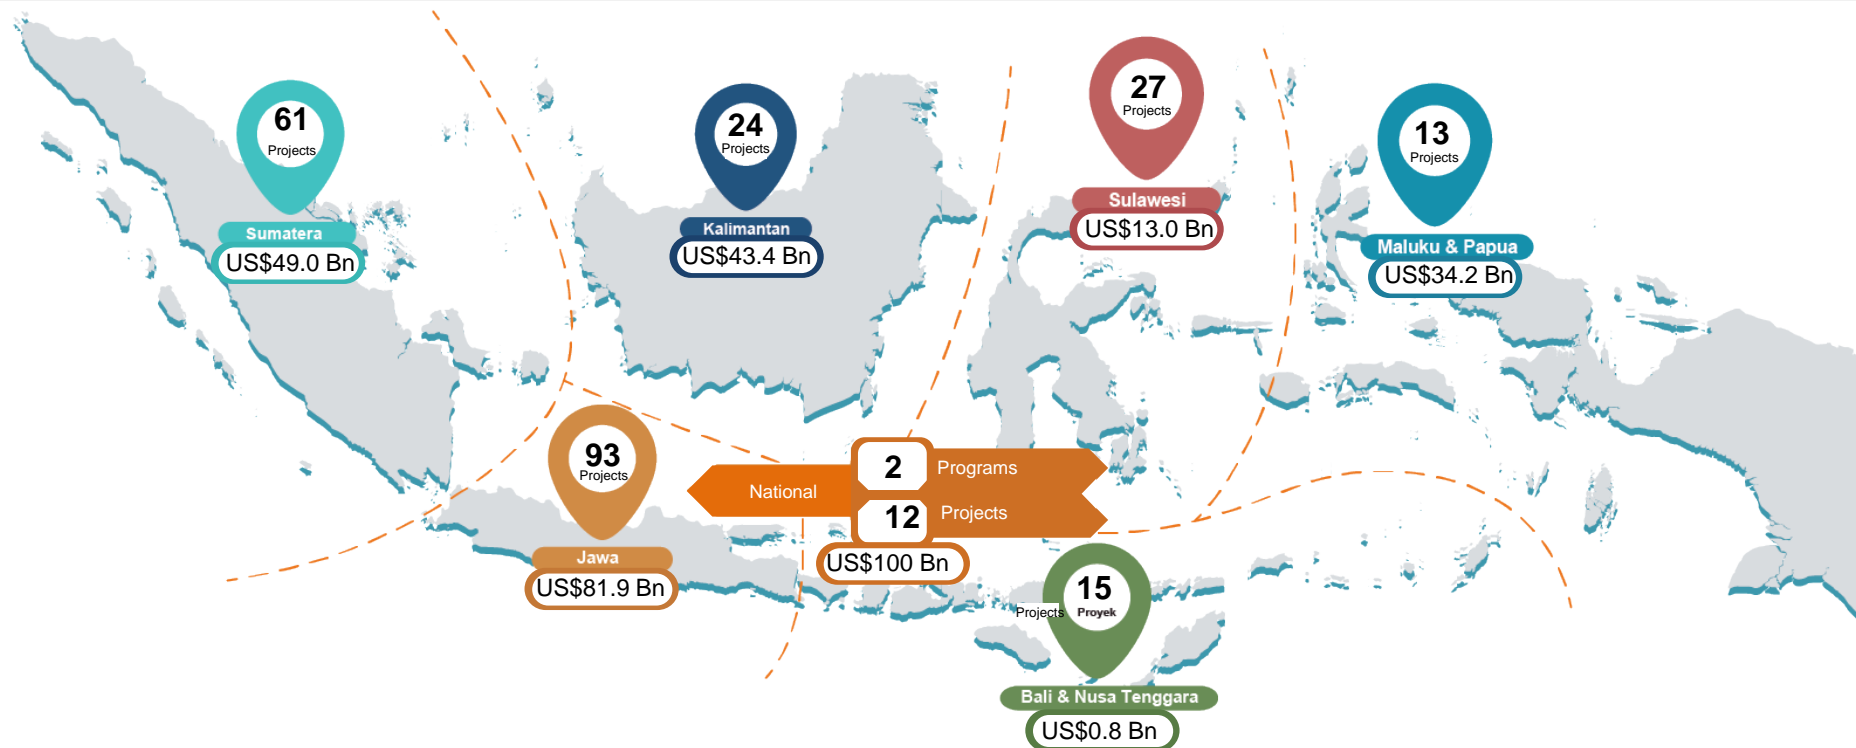 61
Projects
Sumatera
US$49.0 Bn
24
Projects
Kalimantan
US$43.4 Bn
27
Projects
Sulawesi
US$13.0 Bn
13
Projects
Maluku & Papua
US$34.2 Bn
93
Projects
Jawa
US$81.9 Bn
National
2 Programs
12 Projects
US$100 Bn
15
Projects Proyek
Bali & Nusa Tenggara
US$0.8 Bn